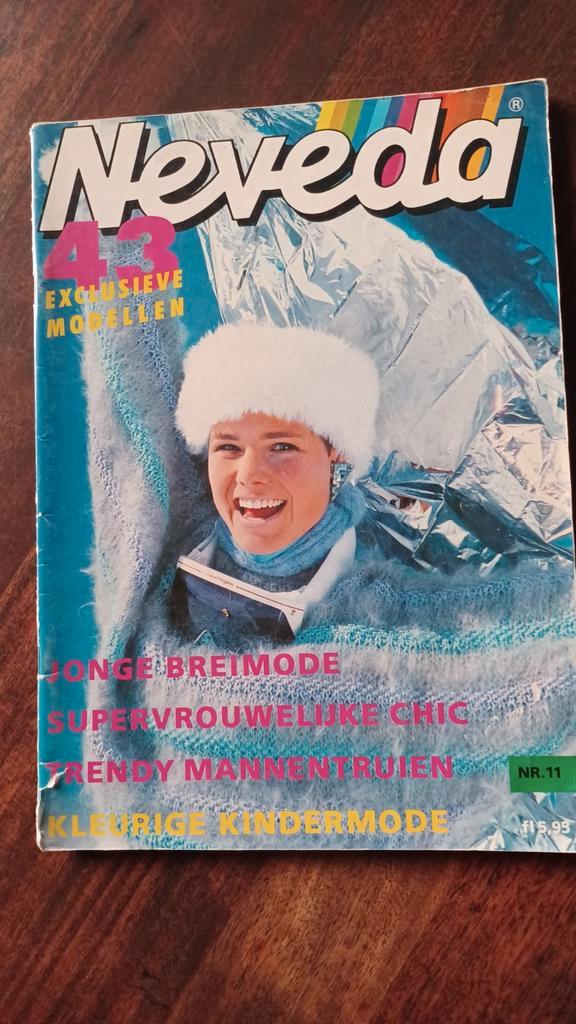 Neveda ®
43
EXCLUSIEVE
MODELLEN
JONGE BREIMODE
SUPERVROUWELIJKE CHIC
TRENDY MANNENTRUIEN
NR.11
KLEURIGE KINDERMODE
fl 5,95